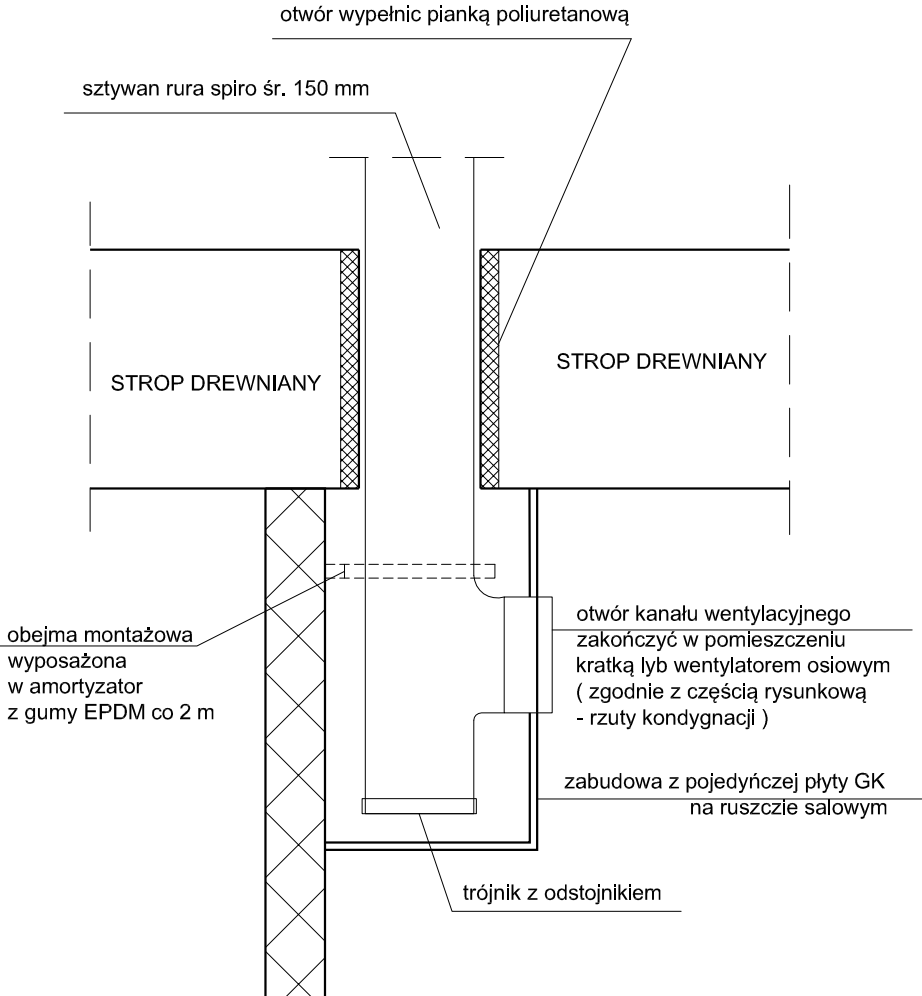 otwór wypełnic pianką poliuretanową
sztywan rura spiro śr. 150 mm
STROP DREWNIANY
STROP DREWNIANY
obejma montażowa
wyposażona
w amortyzator
z gumy EPDM co 2 m
otwór kanału wentylacyjnego
zakończyć w pomieszczeniu
kratką lyb wentylatorem osiowym
( zgodnie z częścią rysunkową
- rzuty kondygnacji )
zabudowa z pojedyńczej płyty GK
na ruszczie salowym
trójnik z odstojnikiem